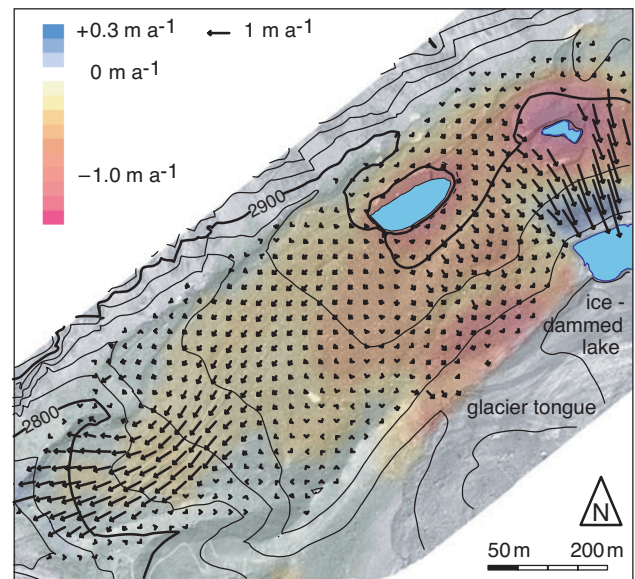 +0.3 m a⁻¹
1 m a⁻¹
0 m a⁻¹
−1.0 m a⁻¹
2900
ice -
dammed
lake
2800
glacier tongue
N
50 m 200 m